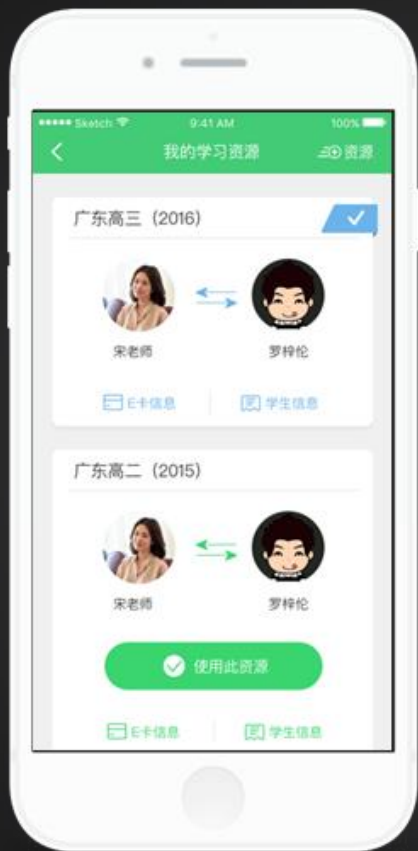 Sketch 9:41 AM 100%
我的学习资源 资源
广东高三（2016）
宋老师 罗梓伦
E卡信息 学生信息
广东高二（2015）
宋老师 罗梓伦
使用此资源
E卡信息 学生信息